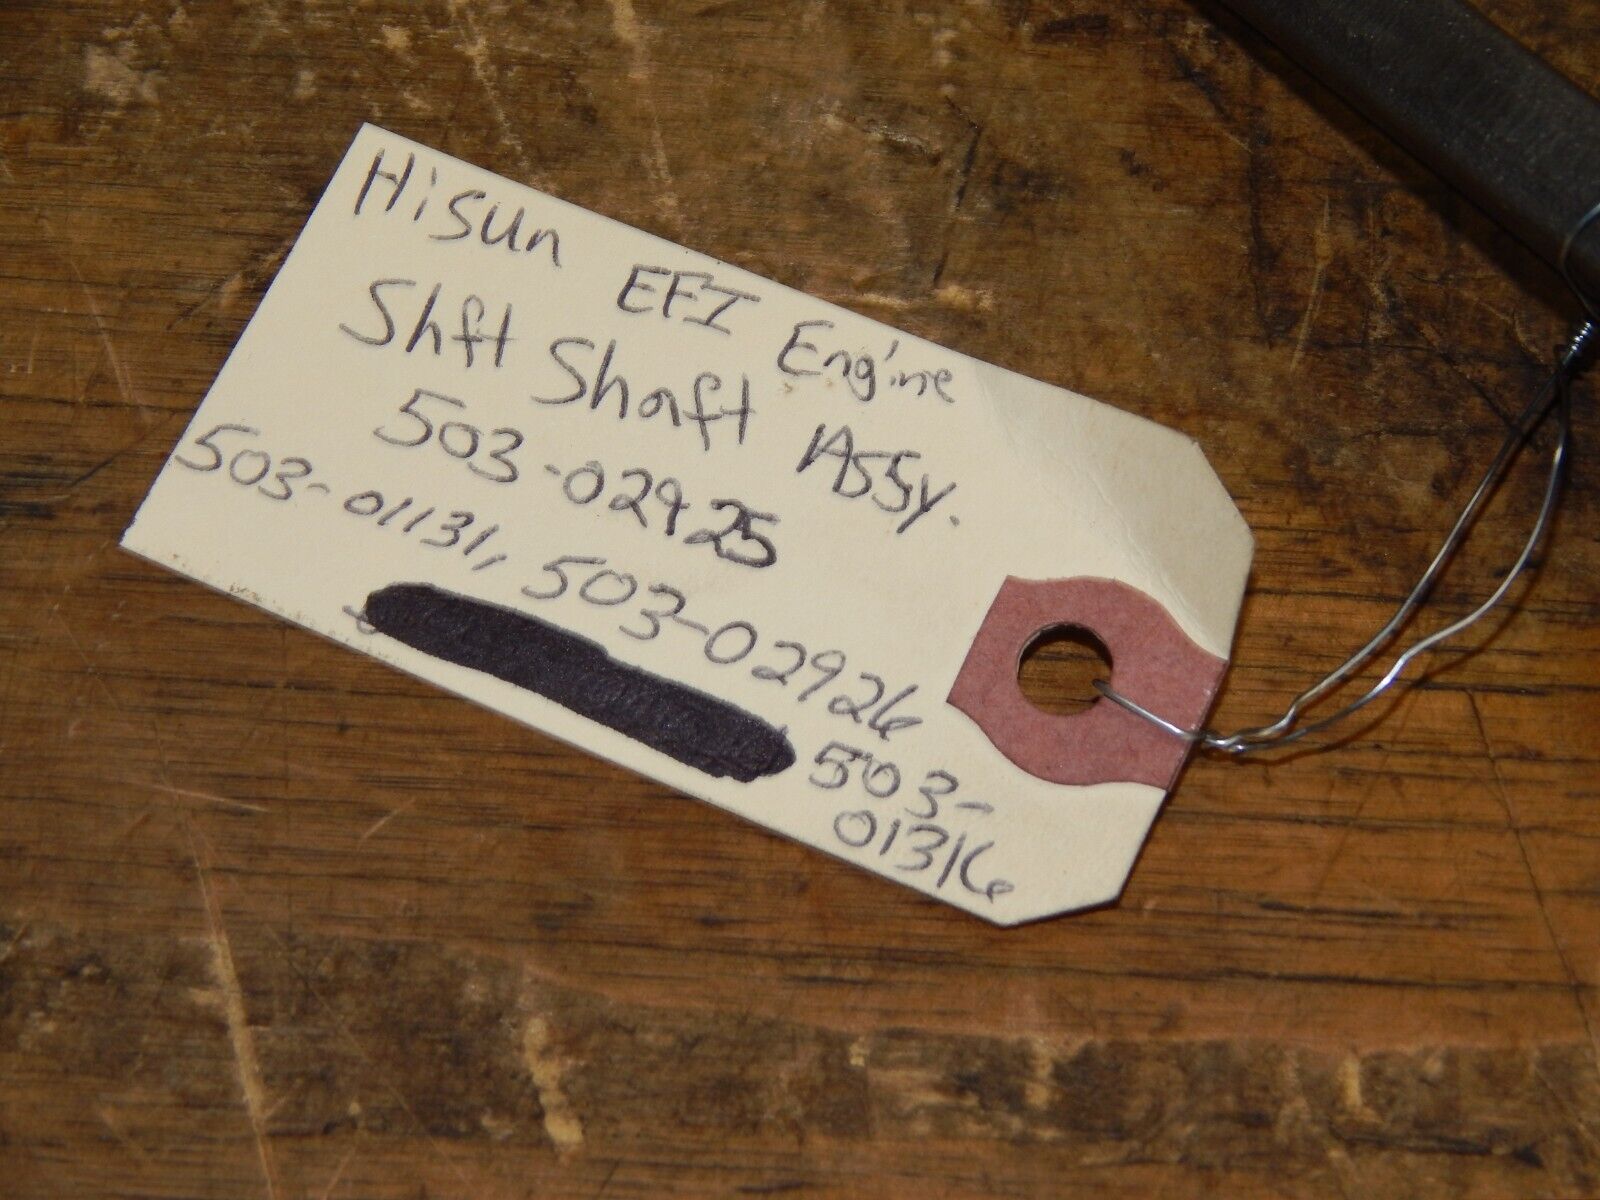 Hisun EFI Engine
Shft Shaft Assy.
503-02925
503-01131, 503-02926
503-
01316